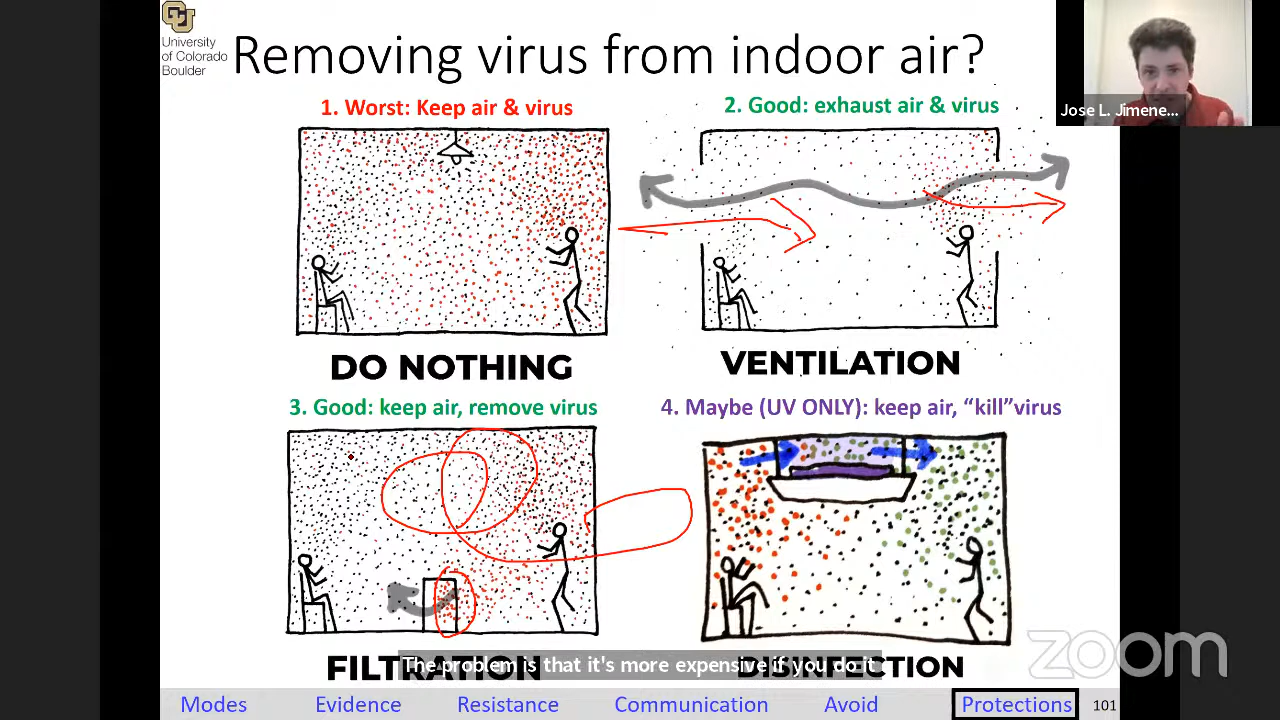 University
of Colorado
Boulder
Removing virus from indoor air?
Jose L. Jimene...
1. Worst: Keep air & virus
2. Good: exhaust air & virus
DO NOTHING
VENTILATION
3. Good: keep air, remove virus
4. Maybe (UV ONLY): keep air, “kill”virus
FILTRATION
DISINFECTION
The problem is that it's more expensive if you do it
zoom
Modes
Evidence
Resistance
Communication
Avoid
Protections
101